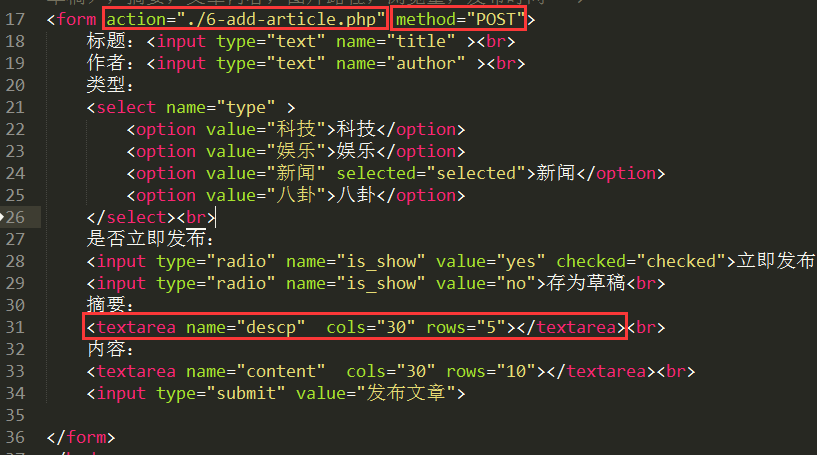 17 <form action="./6-add-article.php" method="POST">
18 标题：<input type="text" name="title" ><br>
19 作者：<input type="text" name="author" ><br>
20 类型：
21 <select name="type" >
22 <option value="科技">科技</option>
23 <option value="娱乐">娱乐</option>
24 <option value="新闻" selected="selected">新闻</option>
25 <option value="八卦">八卦</option>
26 </select><br>
27 是否立即发布：
28 <input type="radio" name="is_show" value="yes" checked="checked">立即发布
29 <input type="radio" name="is_show" value="no">存为草稿<br>
30 摘要：
31 <textarea name="descp"  cols="30" rows="5"></textarea><br>
32 内容：
33 <textarea name="content"  cols="30" rows="10"></textarea><br>
34 <input type="submit" value="发布文章">
35
36 </form>